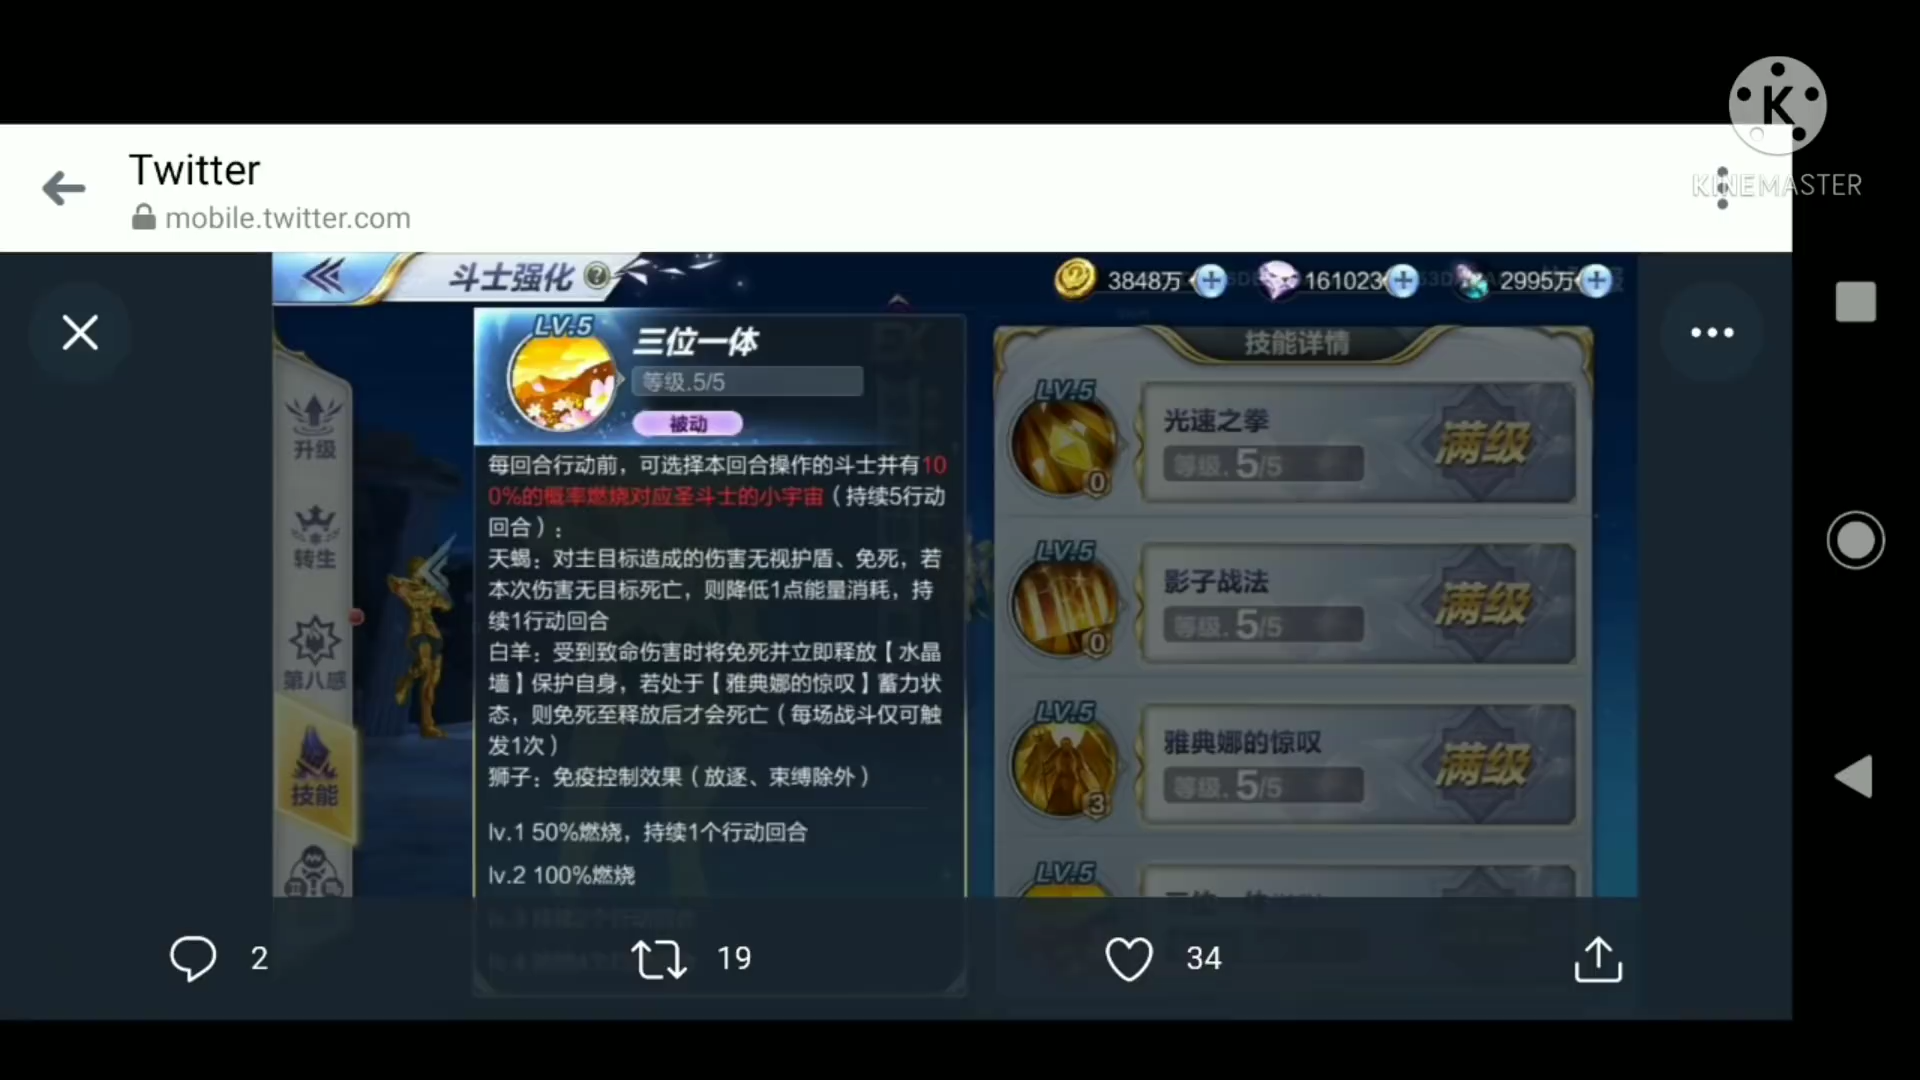 K
KINEMASTER
Twitter
mobile.twitter.com
斗士强化
3848万
161023
2995万
LV.5
三位一体
等级.5/5
被动
每回合行动前，可选择本回合操作的斗士并有10
0%的概率燃烧对应圣斗士的小宇宙（持续5行动
回合）：
天蝎：对主目标造成的伤害无视护盾、免死，若
本次伤害无目标死亡，则降低1点能量消耗，持
续1行动回合
白羊：受到致命伤害时将免死并立即释放【水晶
墙】保护自身，若处于【雅典娜的惊叹】蓄力状
态，则免死至释放后才会死亡（每场战斗仅可触
发1次）
狮子：免疫控制效果（放逐、束缚除外）
lv.1 50%燃烧，持续1个行动回合
lv.2 100%燃烧
升级
转生
第八感
技能
技能详情
LV.5
光速之拳
等级. 5/5
满级
0
LV.5
影子战法
等级. 5/5
满级
0
LV.5
雅典娜的惊叹
等级. 5/5
满级
3
LV.5
2
19
34